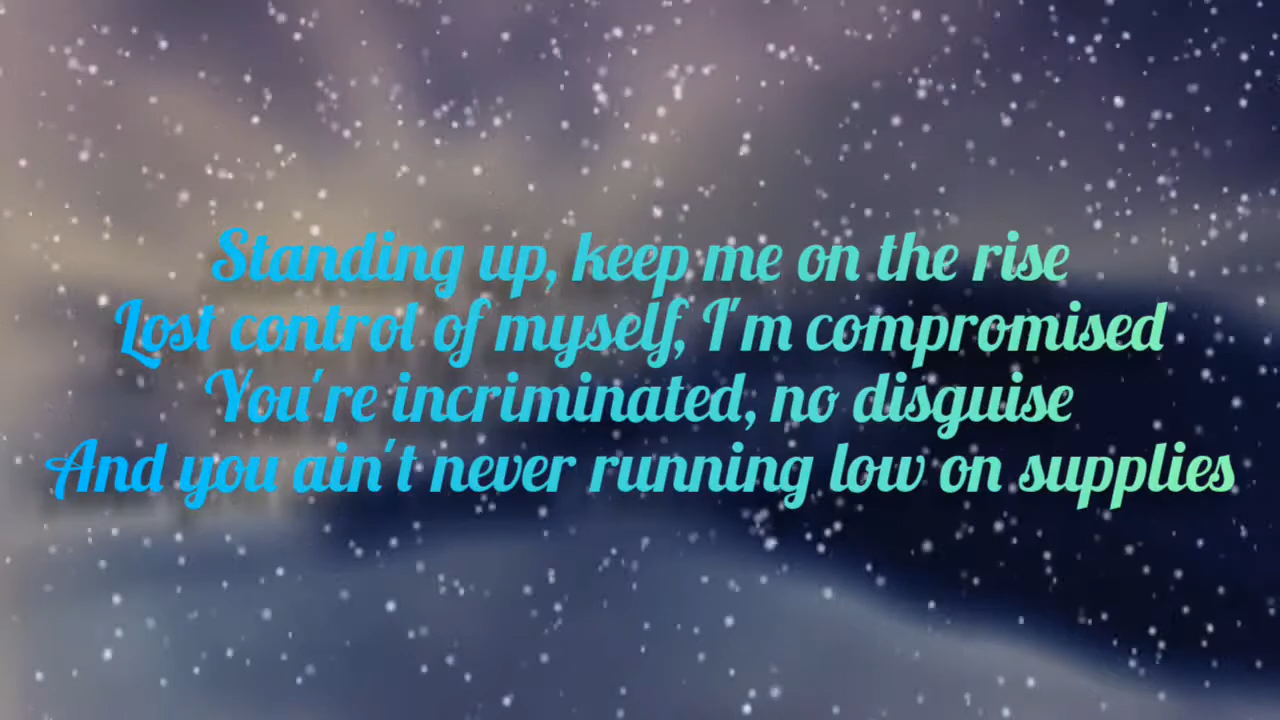 Standing up, keep me on the rise
Lost control of myself, I'm compromised
You're incriminated, no disguise
And you ain't never running low on supplies